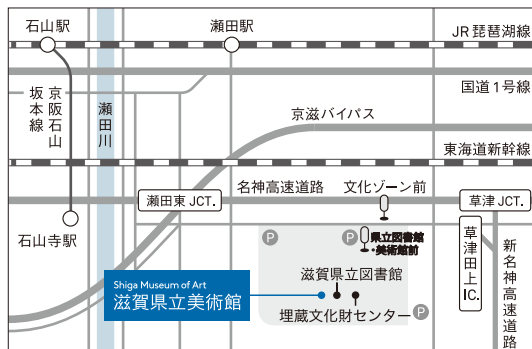 石山駅
瀬田駅
JR 琵琶湖線
国道1号線
京阪石山
坂本線
瀬田川
京滋バイパス
東海道新幹線
名神高速道路
文化ゾーン前
瀬田東 JCT.
草津 JCT.
石山寺駅
P
P
県立図書館
・美術館前
草津田上IC.
新名神高速道路
滋賀県立図書館
Shiga Museum of Art
滋賀県立美術館
埋蔵文化財センター
P